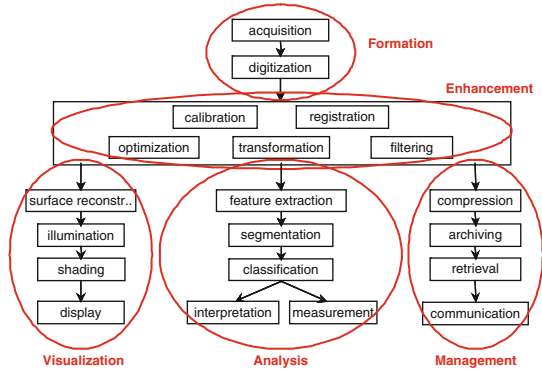 acquisition
Formation
digitization
Enhancement
calibration
registration
optimization
transformation
filtering
surface reconstr..
feature extraction
compression
illumination
segmentation
archiving
shading
classification
retrieval
display
interpretation
measurement
communication
Visualization
Analysis
Management